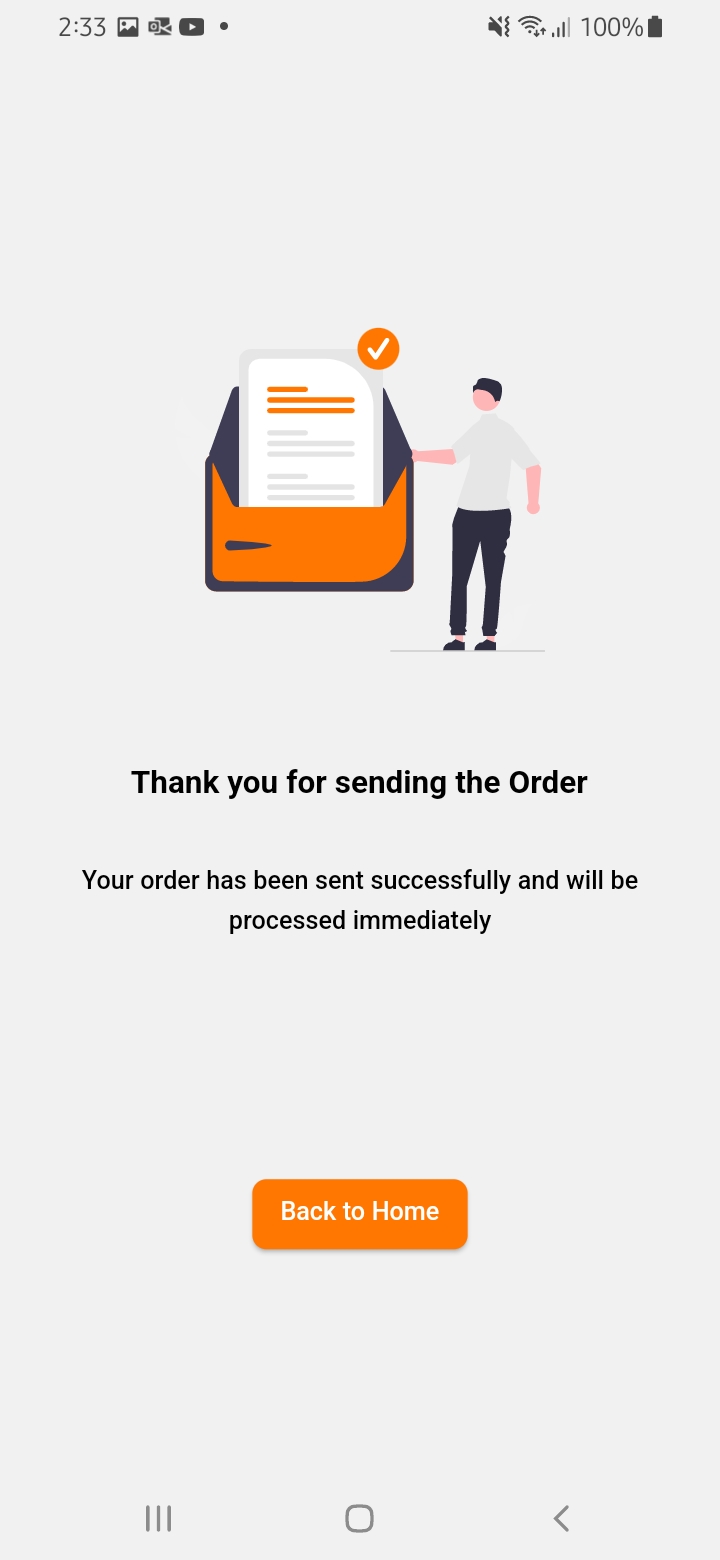 2:33 100%
Thank you for sending the Order
Your order has been sent successfully and will be
processed immediately
Back to Home